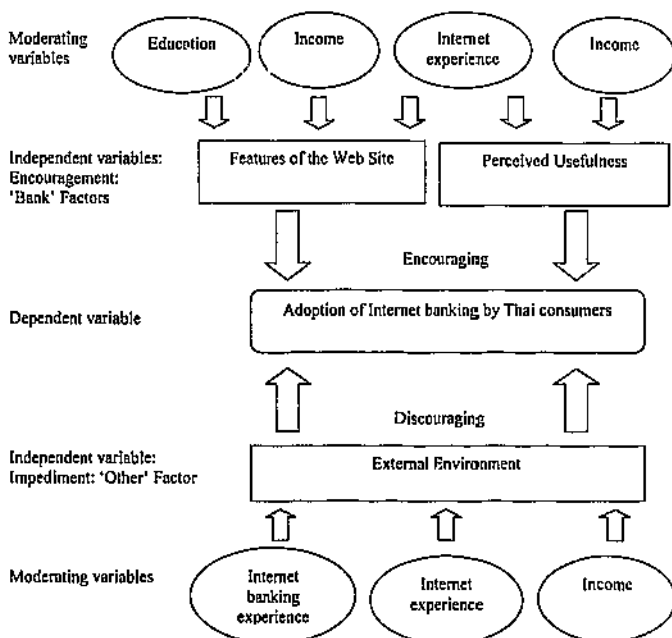 Moderating
variables
Education
Income
Internet
experience
Income
Independent variables:
Encouragement:
'Bank' Factors
Features of the Web Site
Perceived Usefulness
Encouraging
Dependent variable
Adoption of Internet banking by Thai consumers
Discouraging
Independent variable:
Impediment: 'Other' Factor
External Environment
Moderating variables
Internet
banking
experience
Internet
experience
Income